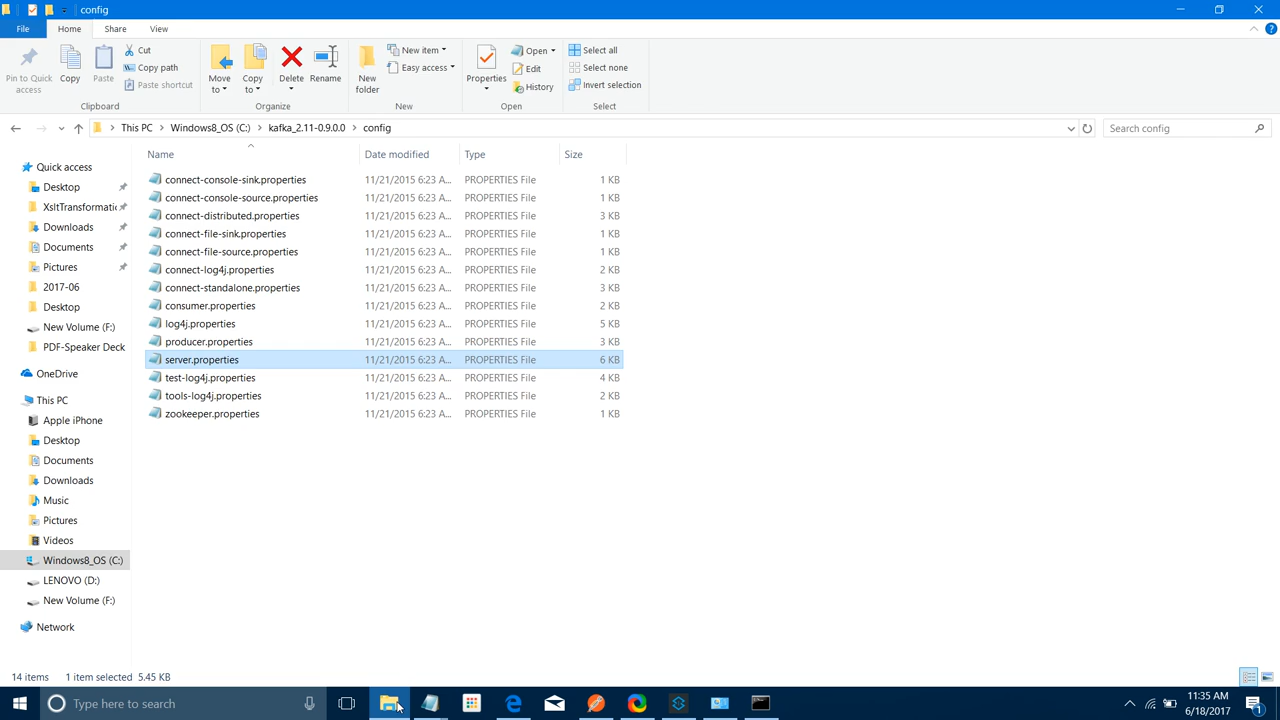 config
File
Home
Share
View
Pin to Quick
access
Copy
Paste
Cut
Copy path
Paste shortcut
Clipboard
Move
to
Copy
to
Delete
Rename
Organize
New
folder
New item
Easy access
New
Properties
Open
Edit
History
Open
Select all
Select none
Invert selection
Select
This PC
Windows8_OS (C:)
kafka_2.11-0.9.0.0
config
Search config
Name
Date modified
Type
Size
Quick access
Desktop
XsltTransformati
Downloads
Documents
Pictures
2017-06
Desktop
New Volume (F:)
PDF-Speaker Deck
OneDrive
This PC
Apple iPhone
Desktop
Documents
Downloads
Music
Pictures
Videos
Windows8_OS (C:)
LENOVO (D:)
New Volume (F:)
Network
connect-console-sink.properties 11/21/2015 6:23 A... PROPERTIES File 1 KB
connect-console-source.properties 11/21/2015 6:23 A... PROPERTIES File 1 KB
connect-distributed.properties 11/21/2015 6:23 A... PROPERTIES File 3 KB
connect-file-sink.properties 11/21/2015 6:23 A... PROPERTIES File 1 KB
connect-file-source.properties 11/21/2015 6:23 A... PROPERTIES File 1 KB
connect-log4j.properties 11/21/2015 6:23 A... PROPERTIES File 2 KB
connect-standalone.properties 11/21/2015 6:23 A... PROPERTIES File 3 KB
consumer.properties 11/21/2015 6:23 A... PROPERTIES File 2 KB
log4j.properties 11/21/2015 6:23 A... PROPERTIES File 5 KB
producer.properties 11/21/2015 6:23 A... PROPERTIES File 3 KB
server.properties 11/21/2015 6:23 A... PROPERTIES File 6 KB
test-log4j.properties 11/21/2015 6:23 A... PROPERTIES File 4 KB
tools-log4j.properties 11/21/2015 6:23 A... PROPERTIES File 2 KB
zookeeper.properties 11/21/2015 6:23 A... PROPERTIES File 1 KB
14 items 1 item selected 5.45 KB
Type here to search
11:35 AM
6/18/2017
1